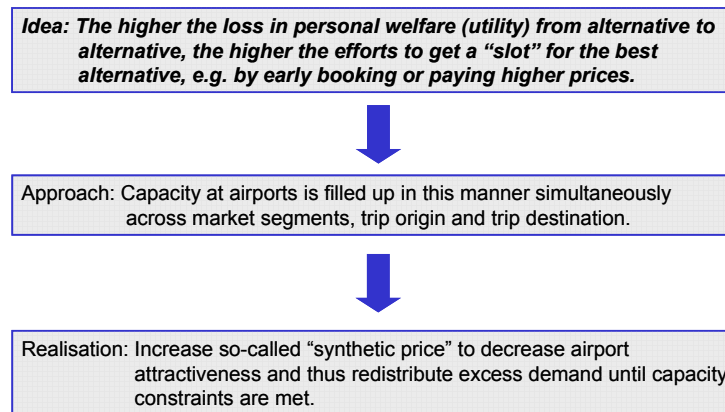 Idea: The higher the loss in personal welfare (utility) from alternative to
alternative, the higher the efforts to get a “slot” for the best
alternative, e.g. by early booking or paying higher prices.
Approach: Capacity at airports is filled up in this manner simultaneously
across market segments, trip origin and trip destination.
Realisation: Increase so-called “synthetic price” to decrease airport
attractiveness and thus redistribute excess demand until capacity
constraints are met.